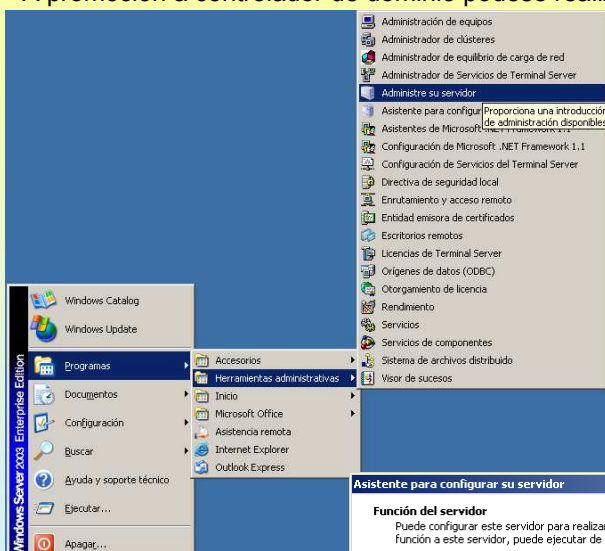 A promoción a controlador de dominio pódese
Administración de equipos
Administrador de clústeres
Administrador de equilibrio de carga de red
Administrador de Servicios de Terminal Server
Administre su servidor
Asistente para configur
Proporciona una introducción
de administración disponibles
Asistentes de Microsoft .NET Framework 1.1
Configuración de Microsoft .NET Framework 1.1
Configuración de Servicios del Terminal Server
Directiva de seguridad local
Enrutamiento y acceso remoto
Entidad emisora de certificados
Escritorios remotos
Licencias de Terminal Server
Orígenes de datos (ODBC)
Otorgamiento de licencia
Rendimiento
Servicios
Servicios de componentes
Sistema de archivos distribuido
Visor de sucesos
Windows Catalog
Windows Update
Programas
Documentos
Configuración
Buscar
Ayuda y soporte técnico
Ejecutar...
Apagar...
Windows Server 2003 Enterprise Edition
Accesorios
Herramientas administrativas
Inicio
Microsoft Office
Asistencia remota
Internet Explorer
Outlook Express
Asistente para configurar su servidor
Función del servidor
Puede configurar este servidor para realizar
función a este servidor, puede ejecutar de